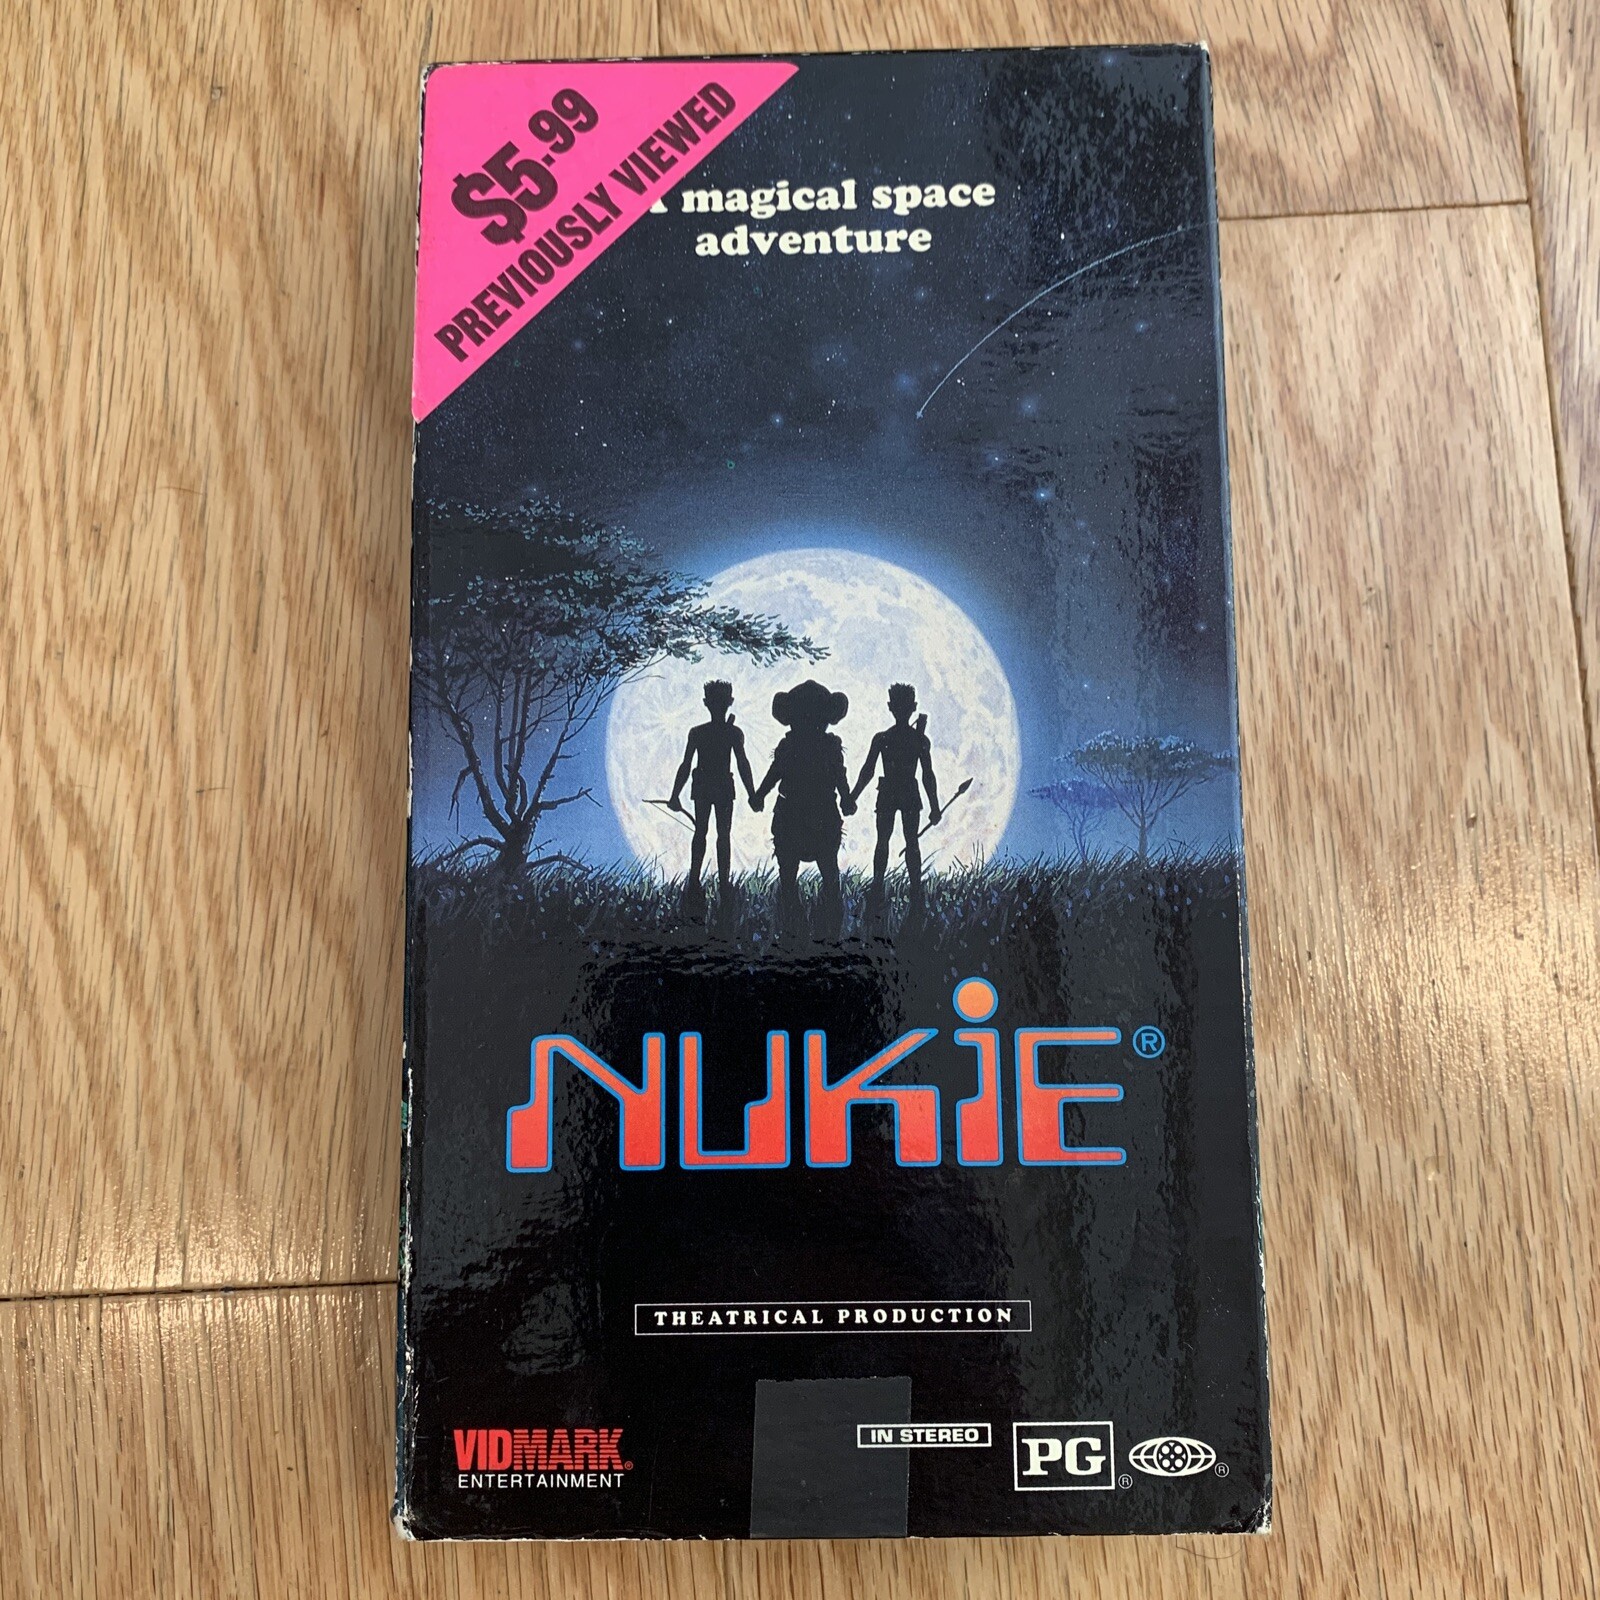 $5.99
PREVIOUSLY VIEWED
magical space
adventure
NUKiE®
THEATRICAL PRODUCTION
VIDMARK®
ENTERTAINMENT
IN STEREO
PG®
®